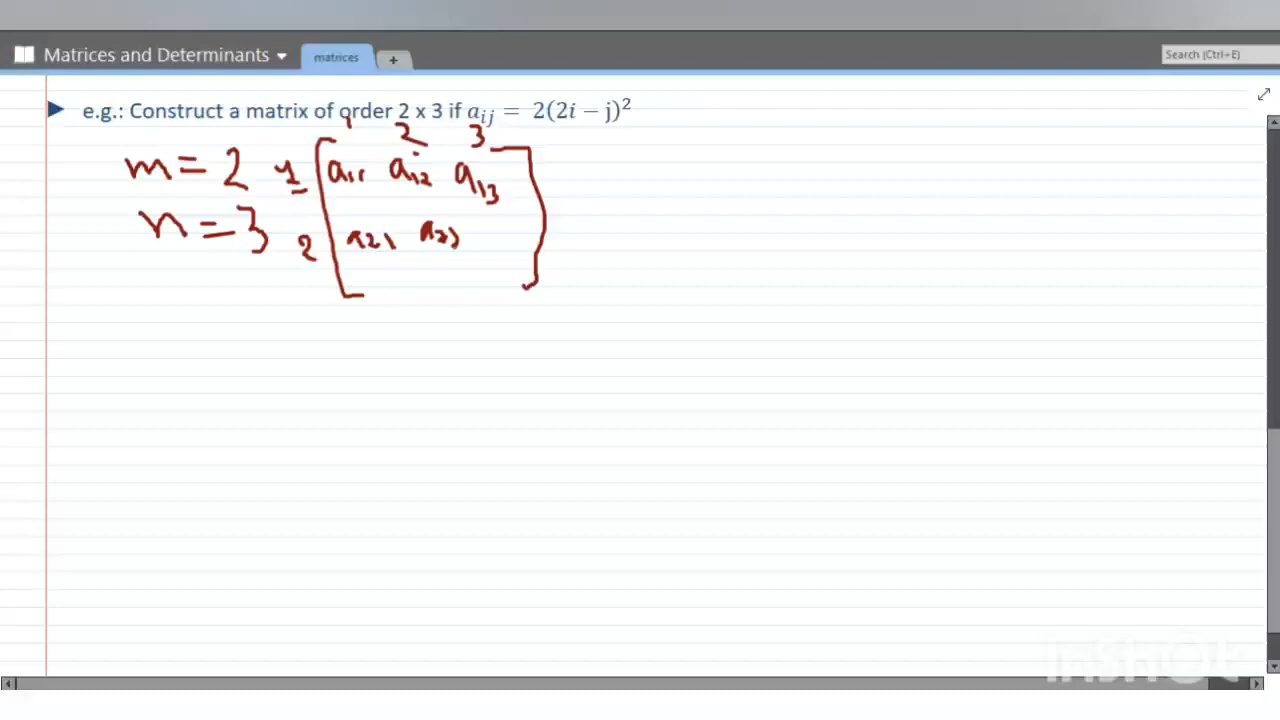 Matrices and Determinants
matrices
+
Search (Ctrl+E)
e.g.: Construct a matrix of order 2 x 3 if aᵢⱼ = 2(2i − j)²
1 2 3
m = 2 1 a₁₁ a₁₂ a₁₃
n = 3 2 a₂₁ a₂₂
InShOt